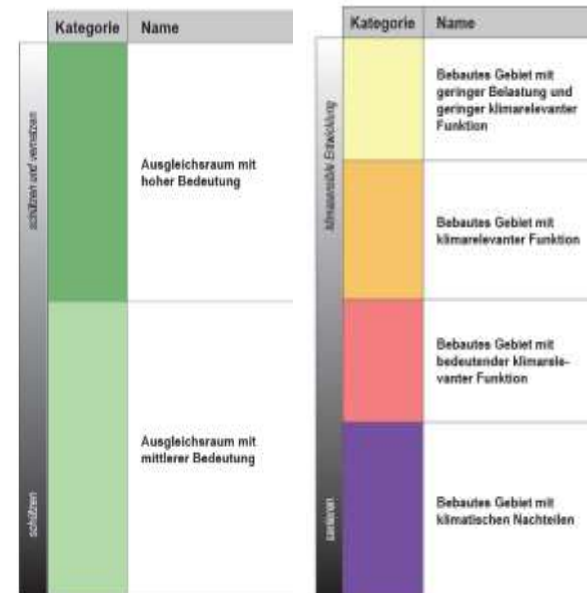 Kategorie Name
schützen und vernetzen
Ausgleichsraum mit
hoher Bedeutung
Ausgleichsraum mit
mittlerer Bedeutung
schützen
Kategorie Name
klimasensible Entwicklung
Bebautes Gebiet mit
geringer Belastung und
geringer klimarelevanter
Funktion
Bebautes Gebiet mit
klimarelevanter Funktion
Bebautes Gebiet mit
bedeutender klimarele-
vanter Funktion
Bebautes Gebiet mit
klimatischen Nachteilen
sanieren